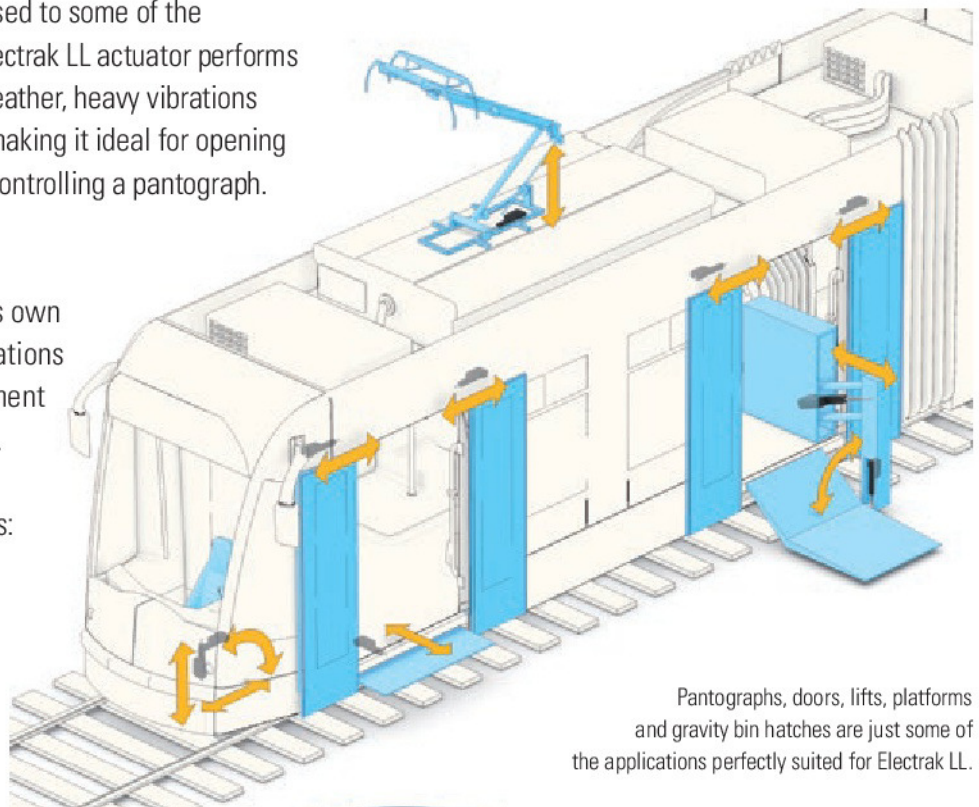 sed to some of the
ectrak LL actuator performs
eather, heavy vibrations
naking it ideal for opening
ontrolling a pantograph.
s own
ations
nent
s:
Pantographs, doors, lifts, platforms
and gravity bin hatches are just some of
the applications perfectly suited for Electrak LL.